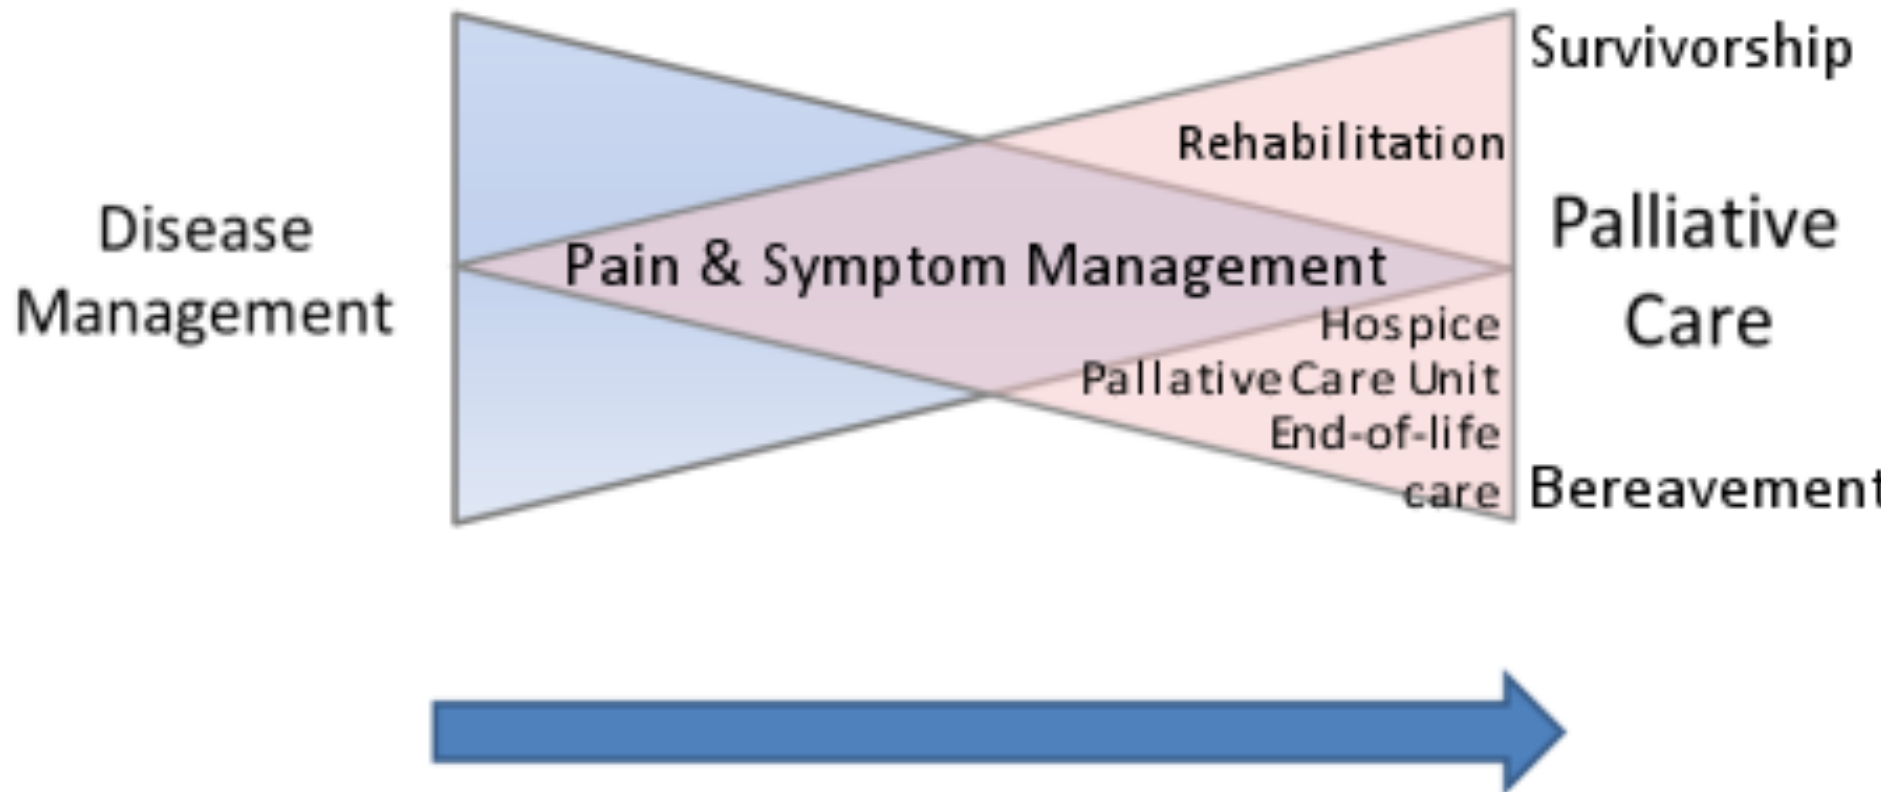 Disease
Management
Pain & Symptom Management
Rehabilitation
Hospice
Pallative Care Unit
End-of-life
care
Survivorship
Palliative
Care
Bereavement